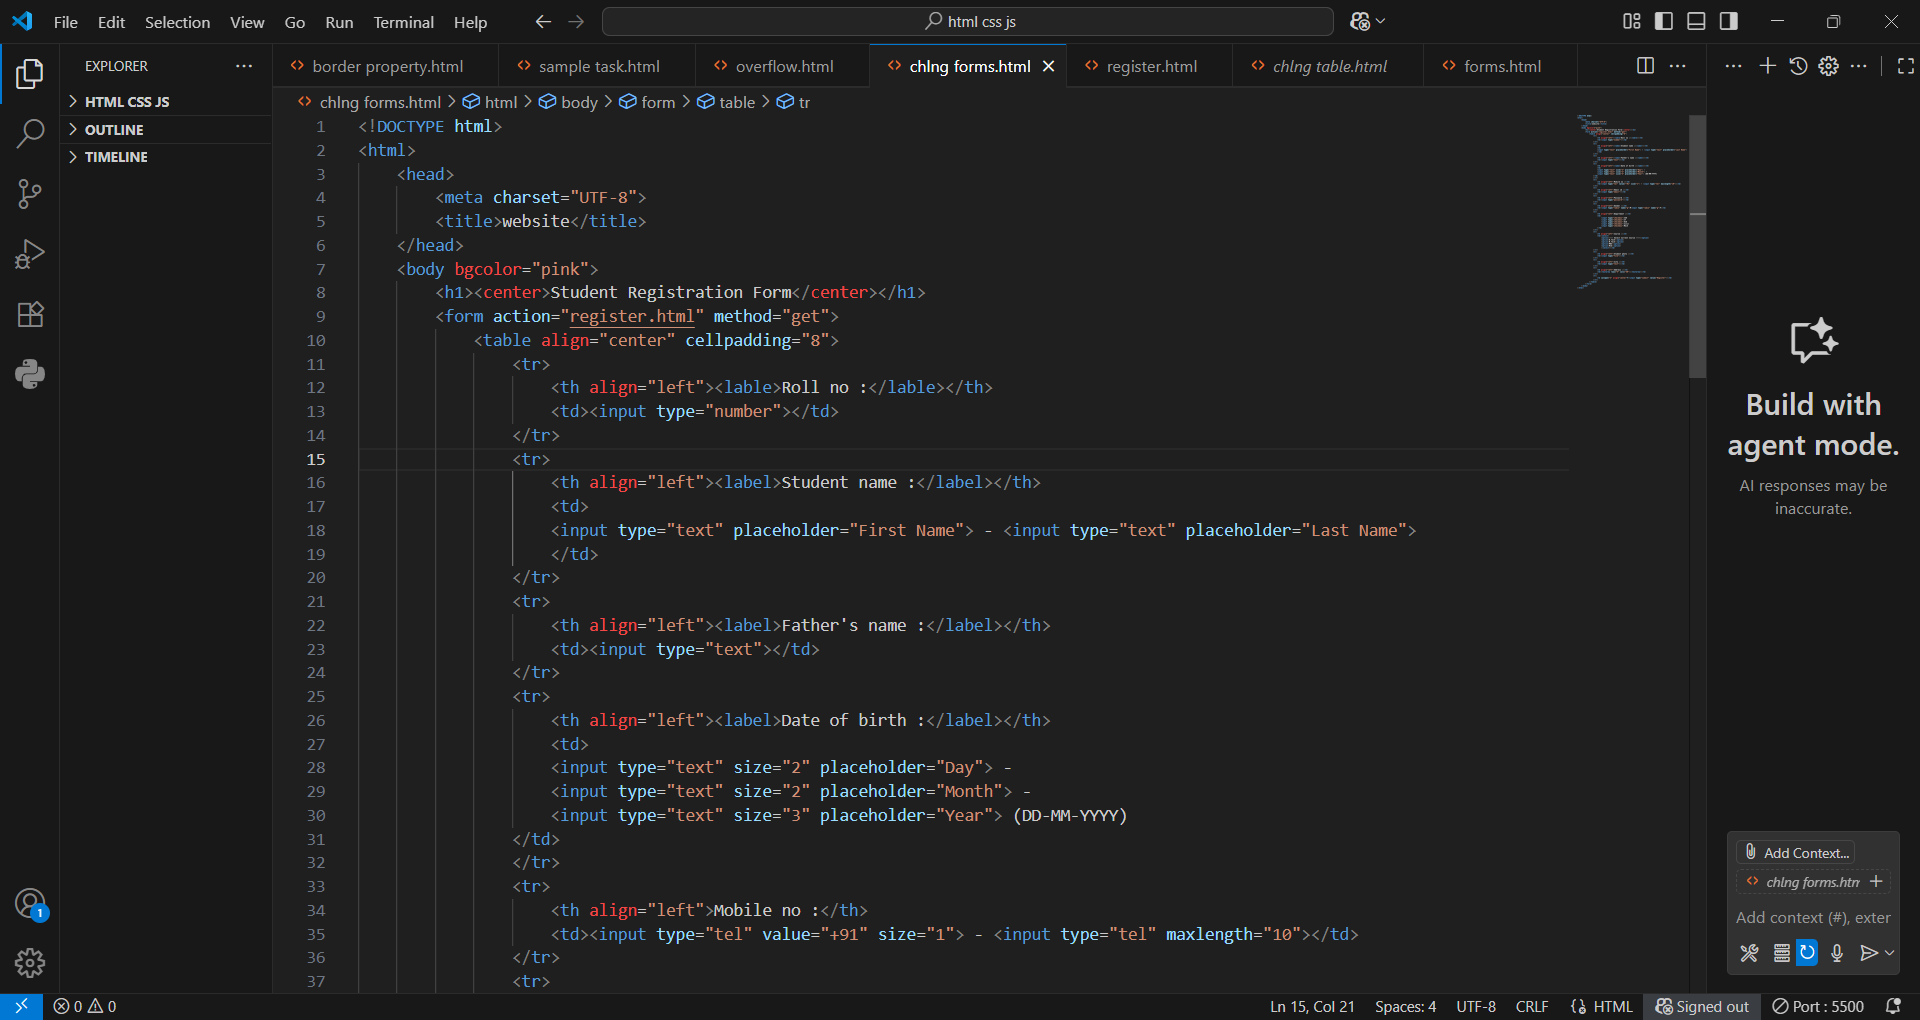 File Edit Selection View Go Run Terminal Help
html css js
EXPLORER
HTML CSS JS
OUTLINE
TIMELINE
border property.html
sample task.html
overflow.html
chlng forms.html
register.html
chlng table.html
forms.html
chlng forms.html > html > body > form > table > tr
1 <!DOCTYPE html>
2 <html>
3 <head>
4 <meta charset="UTF-8">
5 <title>website</title>
6 </head>
7 <body bgcolor="pink">
8 <h1><center>Student Registration Form</center></h1>
9 <form action="register.html" method="get">
10 <table align="center" cellpadding="8">
11 <tr>
12 <th align="left"><lable>Roll no :</lable></th>
13 <td><input type="number"></td>
14 </tr>
15 <tr>
16 <th align="left"><label>Student name :</label></th>
17 <td>
18 <input type="text" placeholder="First Name"> - <input type="text" placeholder="Last Name">
19 </td>
20 </tr>
21 <tr>
22 <th align="left"><label>Father's name :</label></th>
23 <td><input type="text"></td>
24 </tr>
25 <tr>
26 <th align="left"><label>Date of birth :</label></th>
27 <td>
28 <input type="text" size="2" placeholder="Day"> -
29 <input type="text" size="2" placeholder="Month"> -
30 <input type="text" size="3" placeholder="Year"> (DD-MM-YYYY)
31 </td>
32 </tr>
33 <tr>
34 <th align="left">Mobile no :</th>
35 <td><input type="tel" value="+91" size="1"> - <input type="tel" maxlength="10"></td>
36 </tr>
37 <tr>
Build with
agent mode.
AI responses may be
inaccurate.
Add Context...
chlng forms.htm
Add context (#), exter
1
0 0
Ln 15, Col 21 Spaces: 4 UTF-8 CRLF HTML Signed out Port : 5500